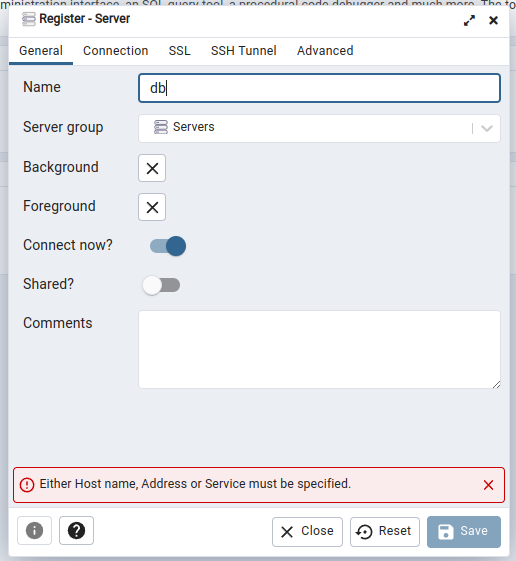 ministration interface, an SQL query tool, a procedural code debugger and much more. The to
Register - Server
General Connection SSL SSH Tunnel Advanced
Name db
Server group Servers
Background
Foreground
Connect now?
Shared?
Comments
Either Host name, Address or Service must be specified.
Close Reset Save